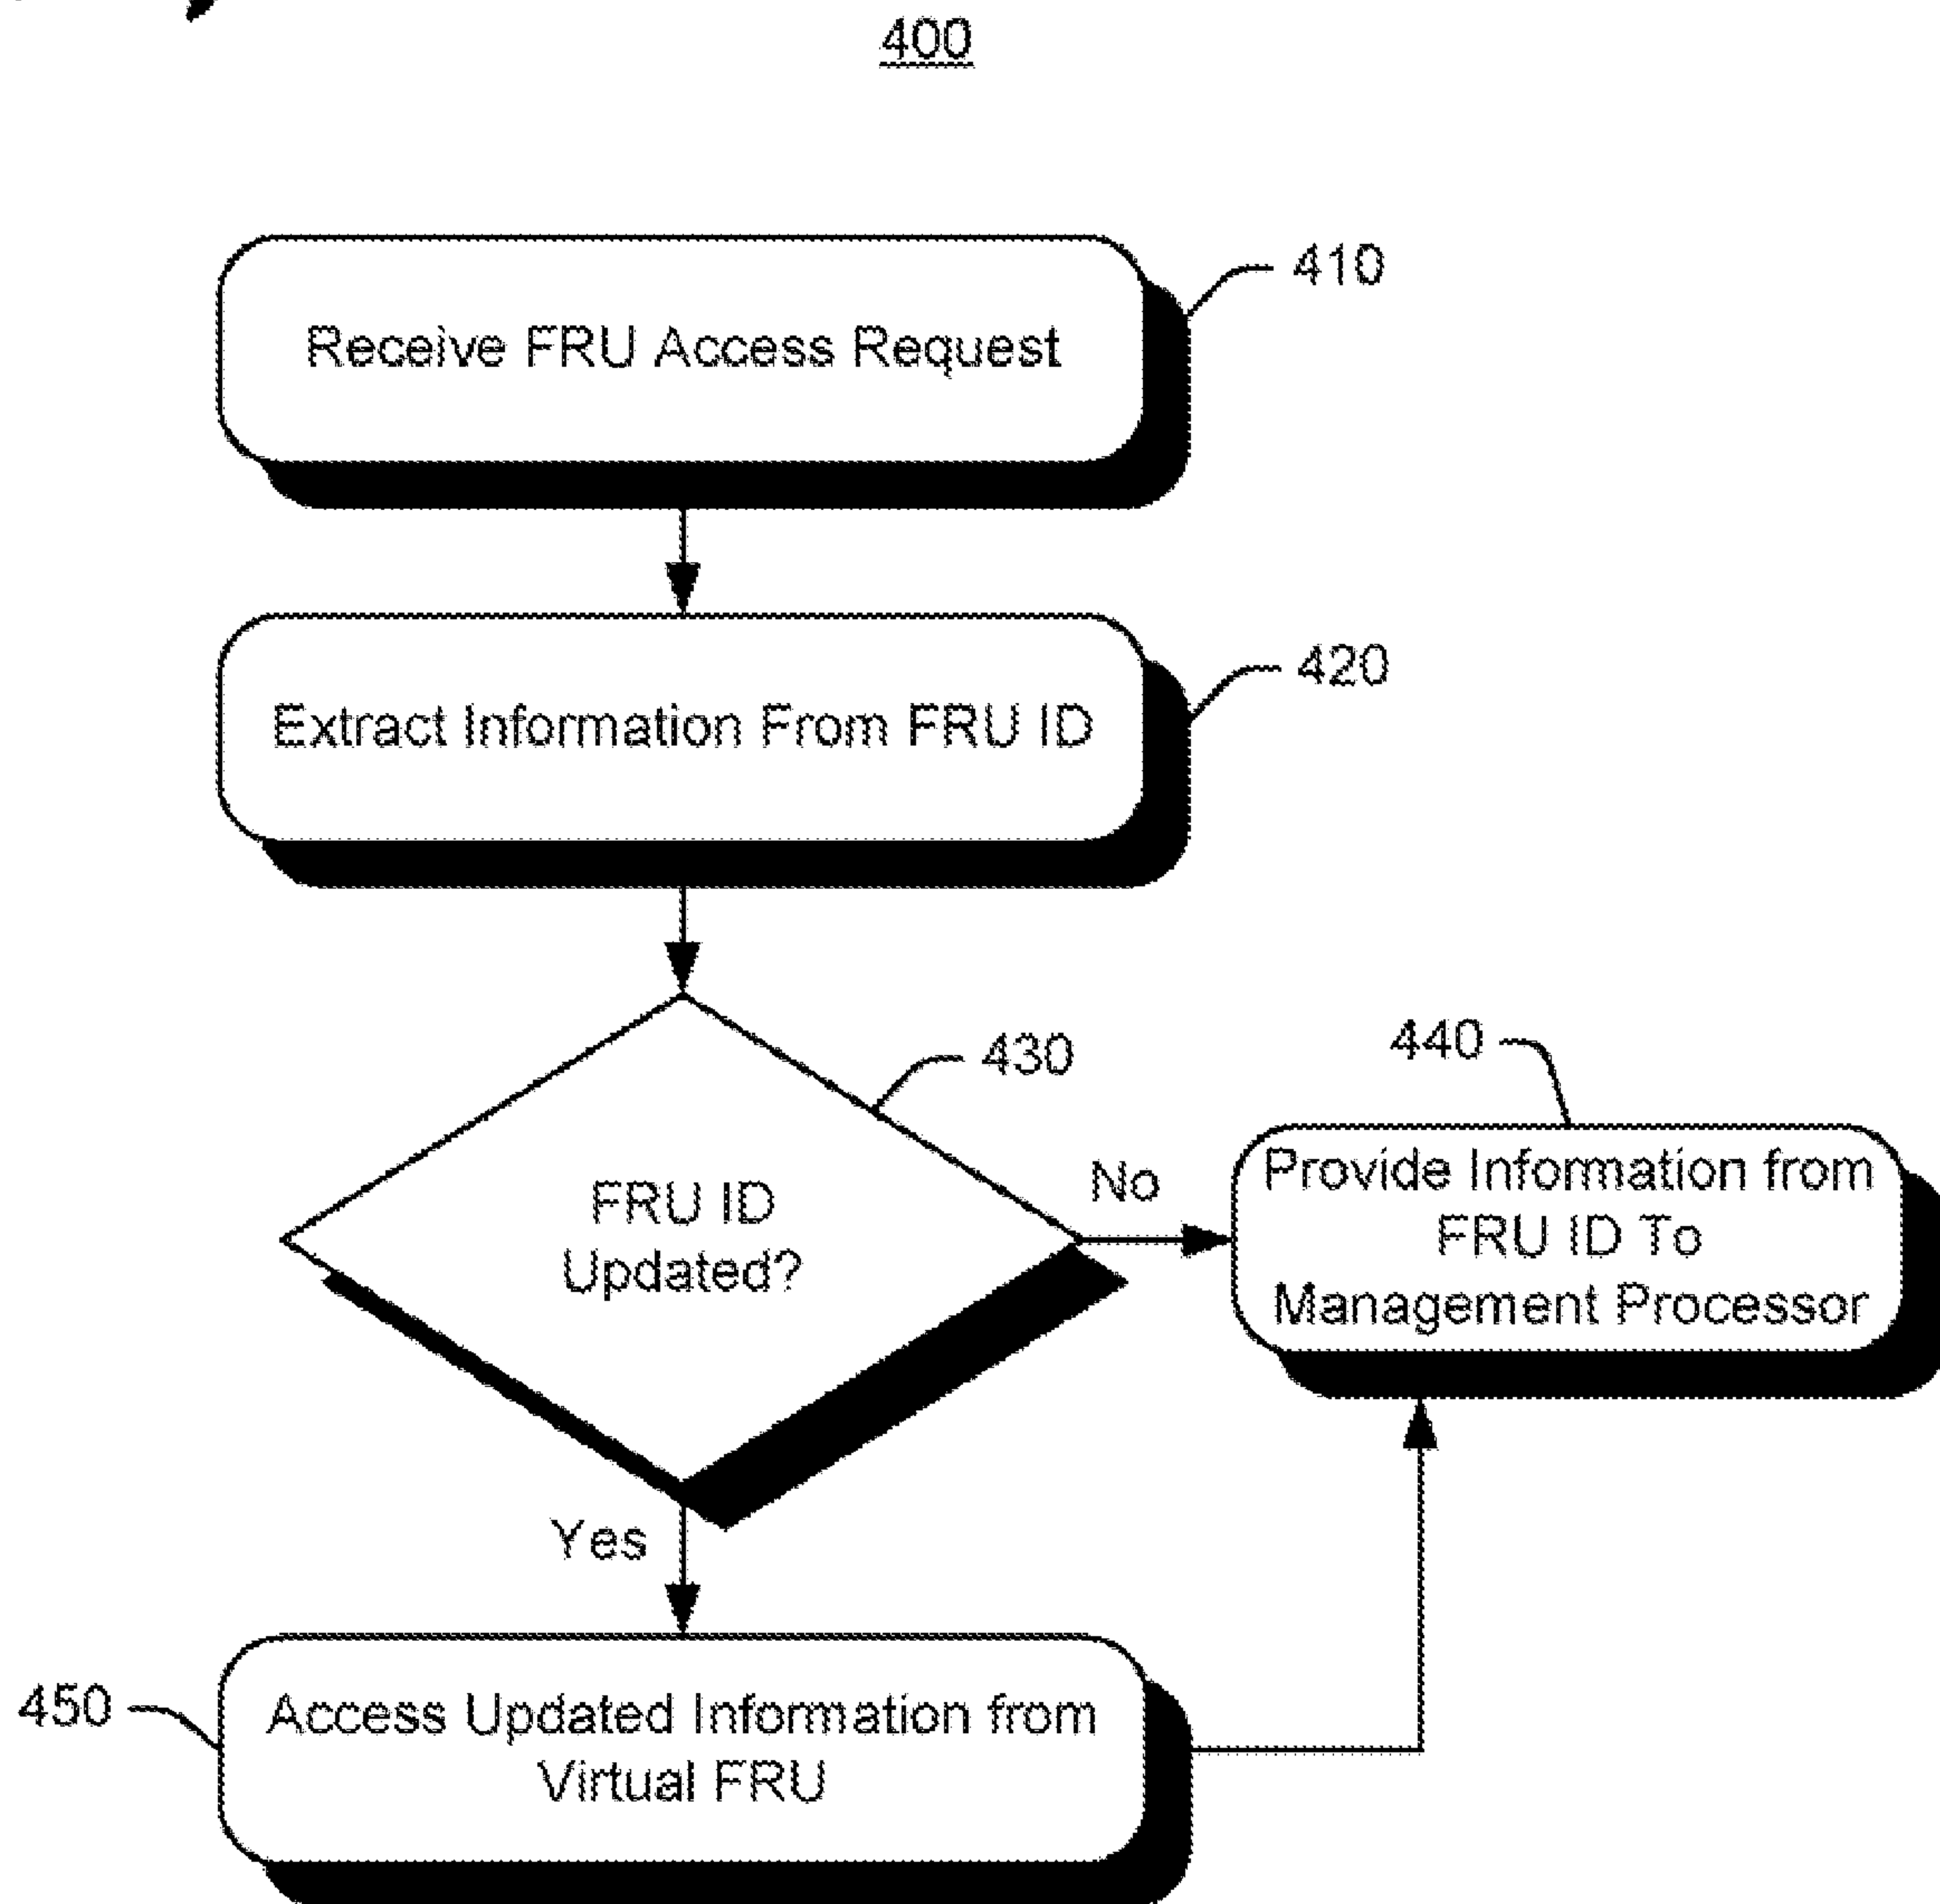 400
Receive FRU Access Request
410
Extract Information From FRU ID
420
430
FRU ID
Updated?
No
440
Provide Information from
FRU ID To
Management Processor
Yes
450
Access Updated Information from
Virtual FRU